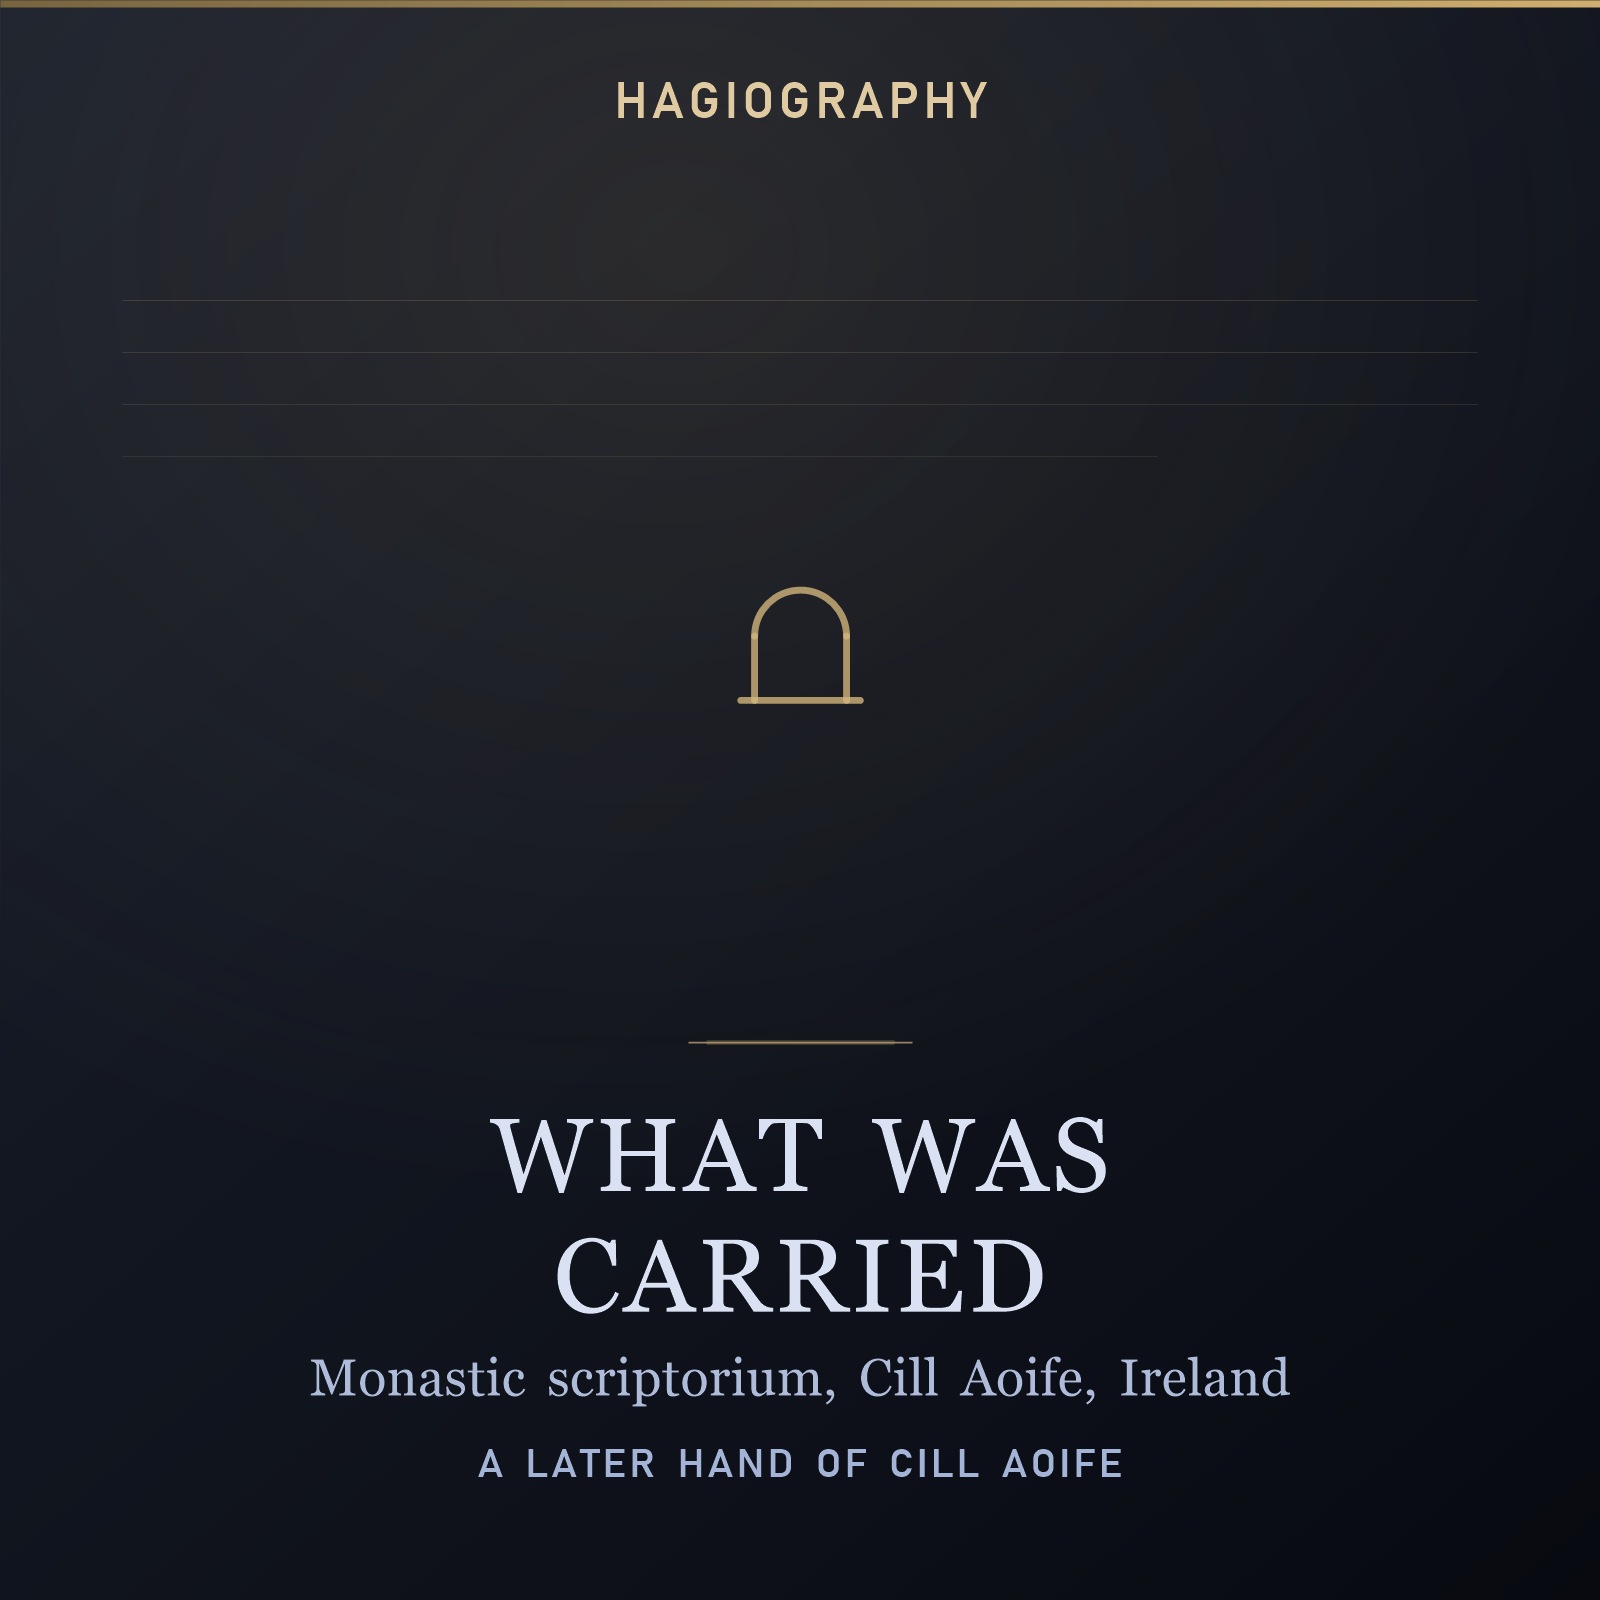 HAGIOGRAPHY
WHAT WAS
CARRIED
Monastic scriptorium, Cill Aoife, Ireland
A LATER HAND OF CILL AOIFE